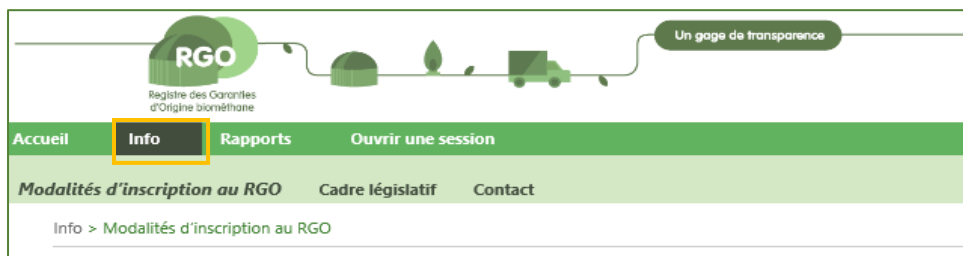 Un gage de transparence
RGO
Registre des Garanties
d'Origine biométhane
Accueil Info Rapports Ouvrir une session
Modalités d'inscription au RGO Cadre législatif Contact
Info > Modalités d'inscription au RGO